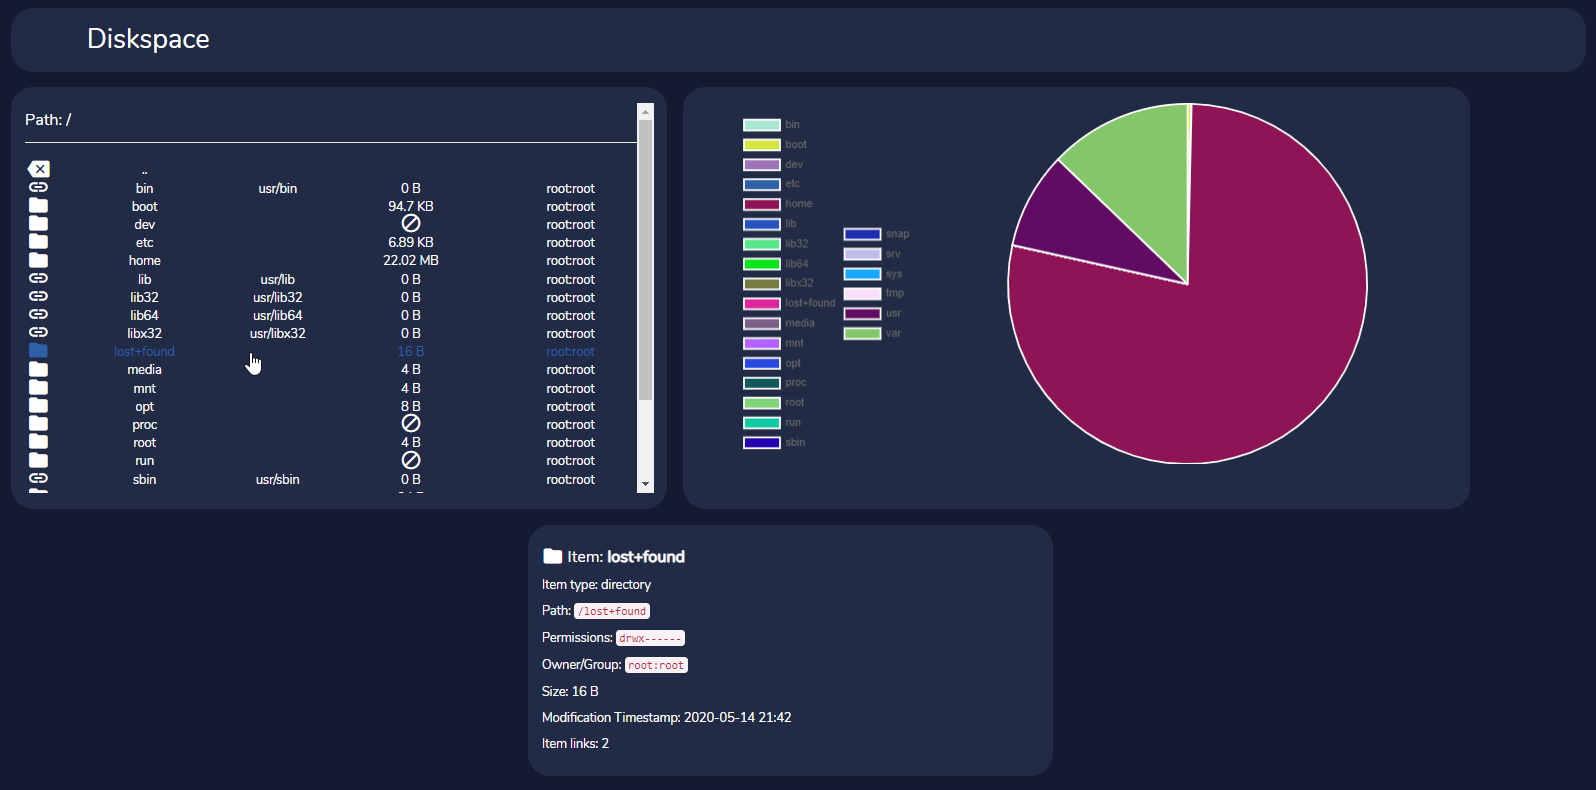 Diskspace
Path: /
..
bin usr/bin 0 B root:root
boot 94.7 KB root:root
dev root:root
etc 6.89 KB root:root
home 22.02 MB root:root
lib usr/lib 0 B root:root
lib32 usr/lib32 0 B root:root
lib64 usr/lib64 0 B root:root
libx32 usr/libx32 0 B root:root
lost+found 16 B root:root
media 4 B root:root
mnt 4 B root:root
opt 8 B root:root
proc root:root
root 4 B root:root
run root:root
sbin usr/sbin 0 B root:root
bin
boot
dev
etc
home
lib
lib32
lib64
libx32
lost+found
media
mnt
opt
proc
root
run
sbin
snap
srv
sys
tmp
usr
var
Item: lost+found
Item type: directory
Path: /lost+found
Permissions: drwx------
Owner/Group: root:root
Size: 16 B
Modification Timestamp: 2020-05-14 21:42
Item links: 2